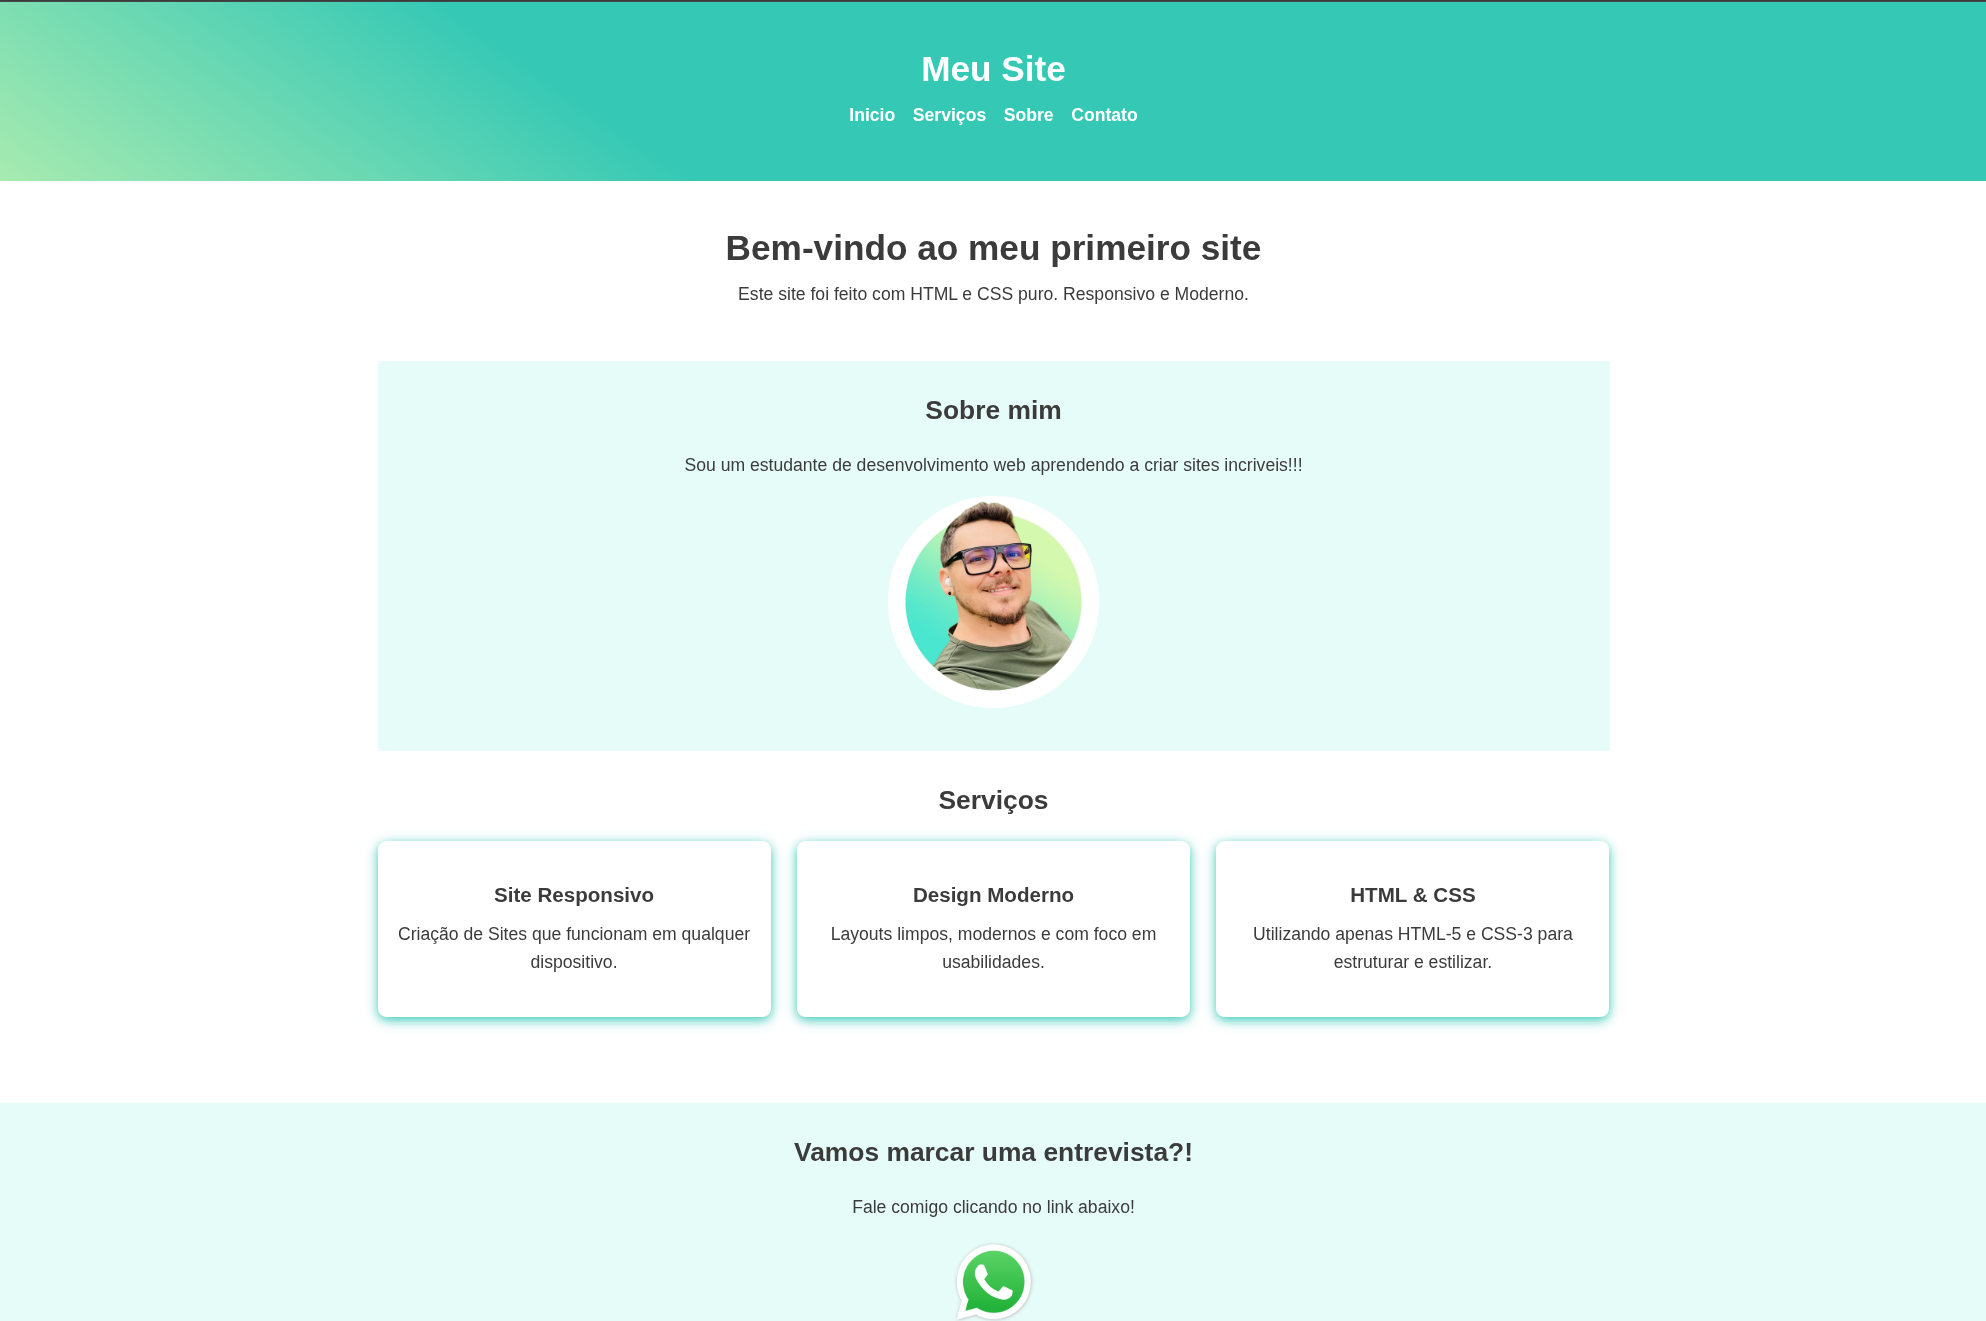 Meu Site
Inicio Serviços Sobre Contato
Bem-vindo ao meu primeiro site
Este site foi feito com HTML e CSS puro. Responsivo e Moderno.
Sobre mim
Sou um estudante de desenvolvimento web aprendendo a criar sites incriveis!!!
Serviços
Site Responsivo
Criação de Sites que funcionam em qualquer
dispositivo.
Design Moderno
Layouts limpos, modernos e com foco em
usabilidades.
HTML & CSS
Utilizando apenas HTML-5 e CSS-3 para
estruturar e estilizar.
Vamos marcar uma entrevista?!
Fale comigo clicando no link abaixo!